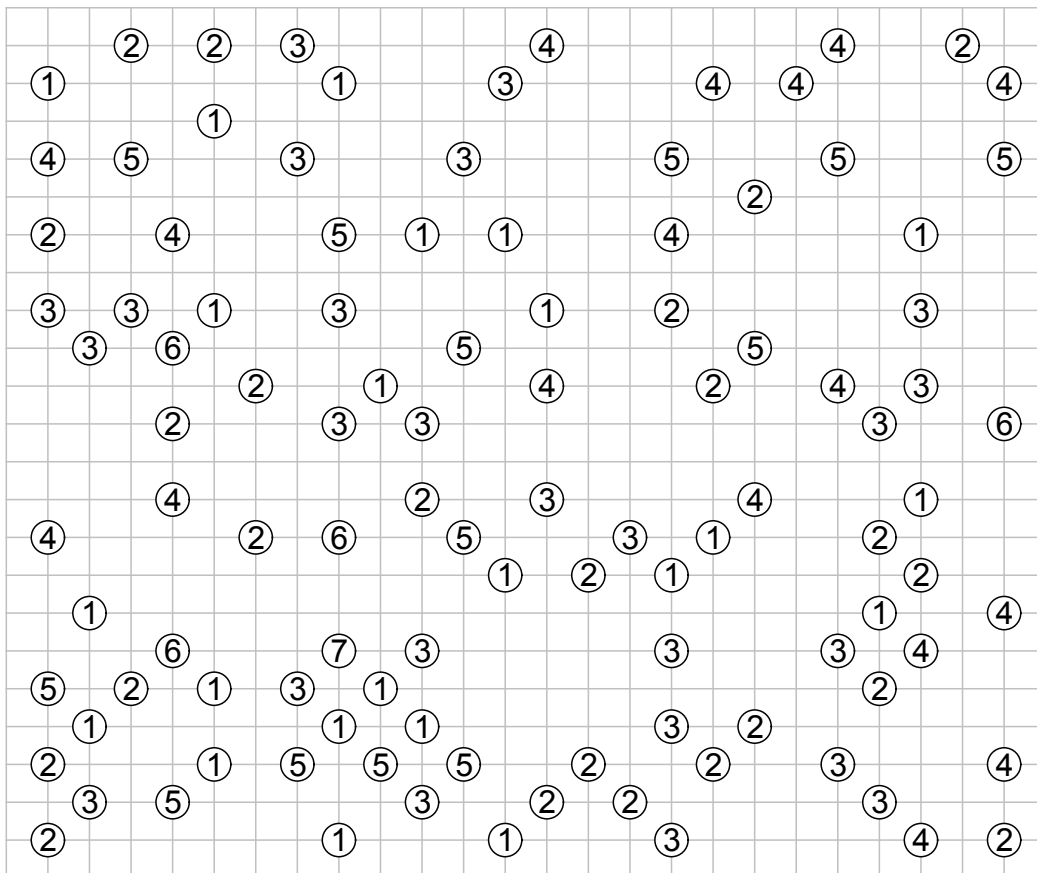 2 2 3 4 4 2
1 1 3 4 4 4
1
4 5 3 3 5 5 5
2
2 4 5 1 1 4 1
3 3 1 3 1 2 3
3 6 5 5
2 1 4 2 4 3
2 3 3 3 6
4 2 3 4 1
4 2 6 5 3 1 2
1 2 1 2
1 1 4
6 7 3 3 3 4
5 2 1 3 1 2
1 1 1 3 2
2 1 5 5 5 2 2 3 4
3 5 3 2 2 3
2 1 1 3 4 2